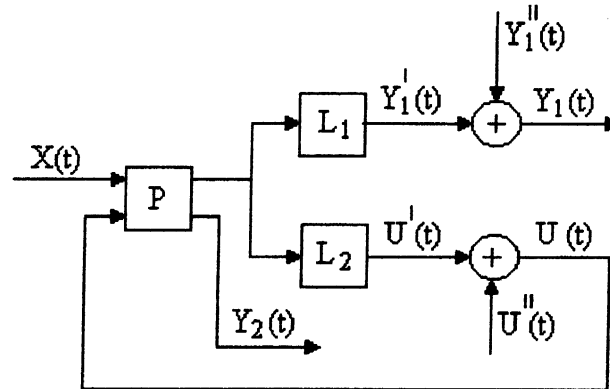 Y₁"(t)
L₁ Y₁'(t) + Y₁(t)
X(t)
P
L₂ U'(t) + U(t)
Y₂(t) U"(t)